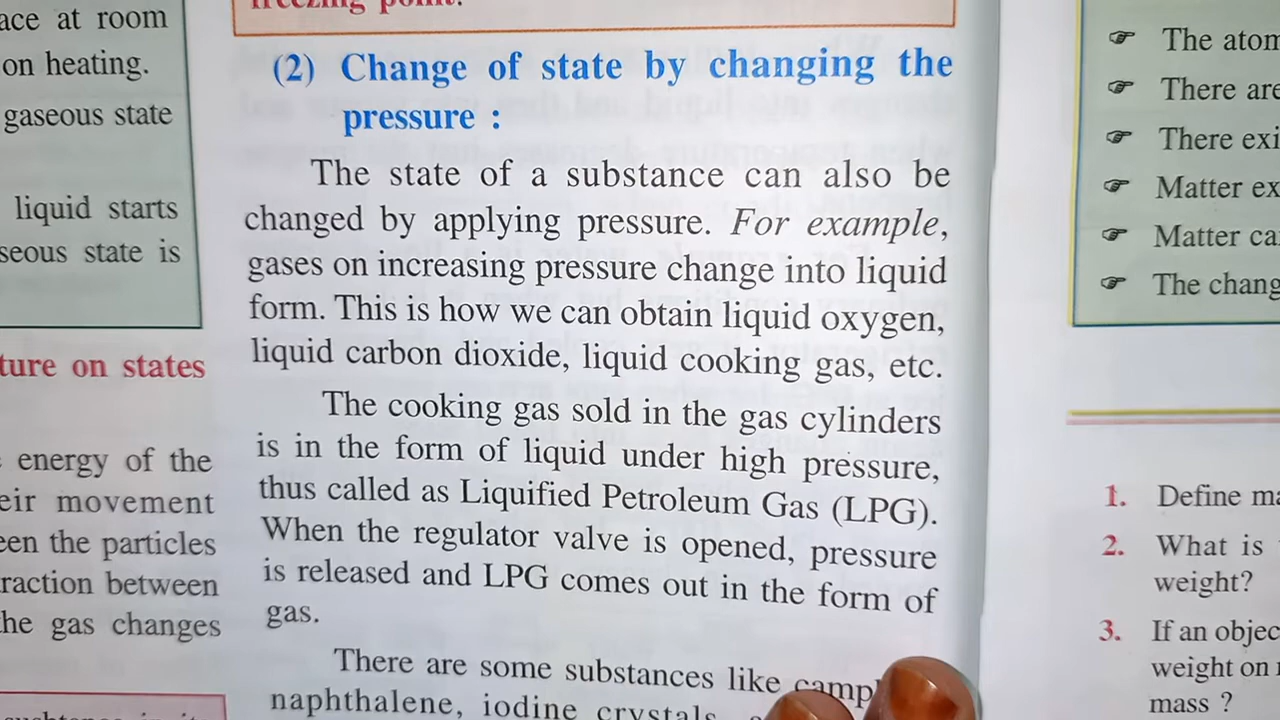 ace at room
on heating.
gaseous state
liquid starts
seous state is
ture on states
energy of the
eir movement
een the particles
raction between
he gas changes
freezing point.
(2) Change of state by changing the
pressure :
The state of a substance can also be
changed by applying pressure. For example,
gases on increasing pressure change into liquid
form. This is how we can obtain liquid oxygen,
liquid carbon dioxide, liquid cooking gas, etc.
The cooking gas sold in the gas cylinders
is in the form of liquid under high pressure,
thus called as Liquified Petroleum Gas (LPG).
When the regulator valve is opened, pressure
is released and LPG comes out in the form of
gas.
There are some substances like camp
naphthalene, iodine crystals,
☞ The atom
☞ There are
☞ There exi
☞ Matter ex
☞ Matter ca
☞ The chang
1. Define ma
2. What is
weight?
3. If an objec
weight on
mass ?